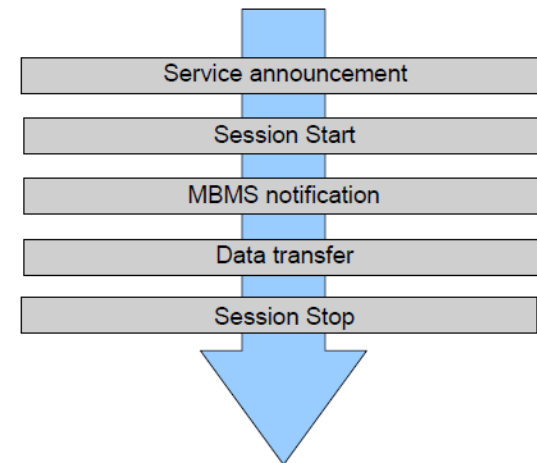 Service announcement
Session Start
MBMS notification
Data transfer
Session Stop